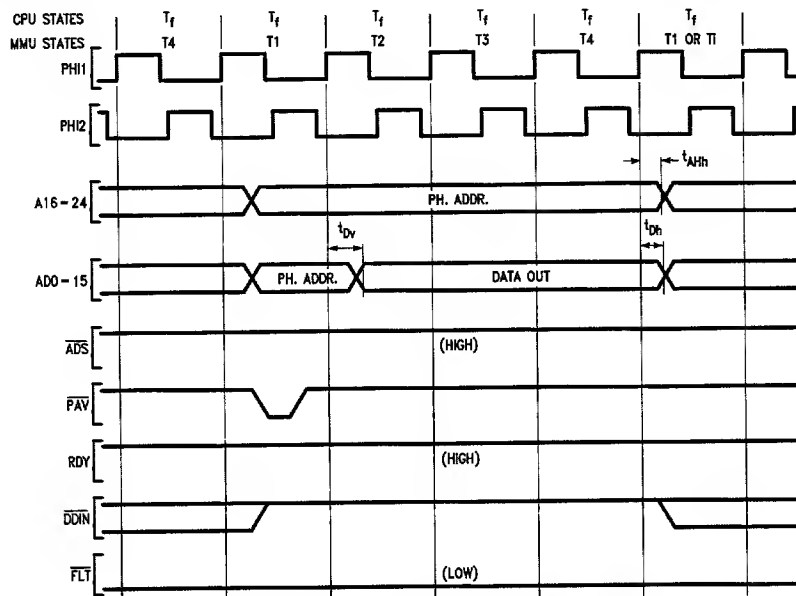 CPU STATES Tf Tf Tf Tf Tf Tf
MMU STATES T4 T1 T2 T3 T4 T1 OR Ti
PHI1
PHI2
tAHh
A16-24 PH. ADDR.
tDv tDh
AD0-15 PH. ADDR. DATA OUT
ADS (HIGH)
PAV
RDY (HIGH)
DDIN
FLT (LOW)